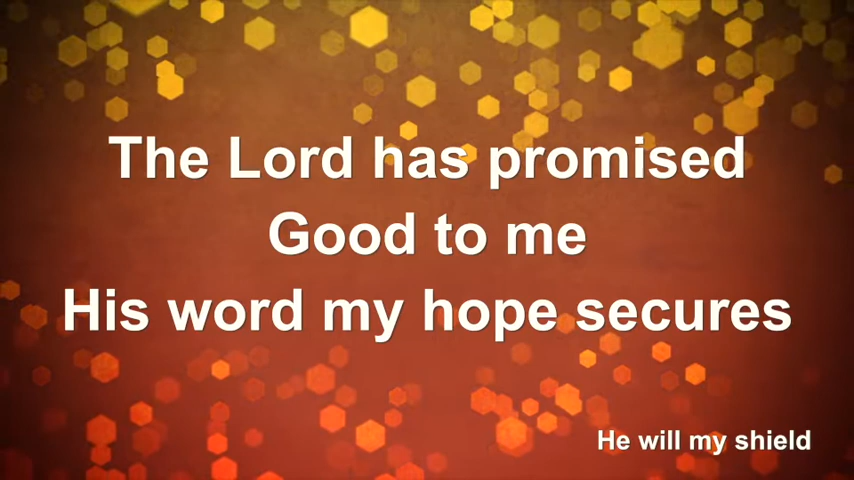 The Lord has promised
Good to me
His word my hope secures
He will my shield